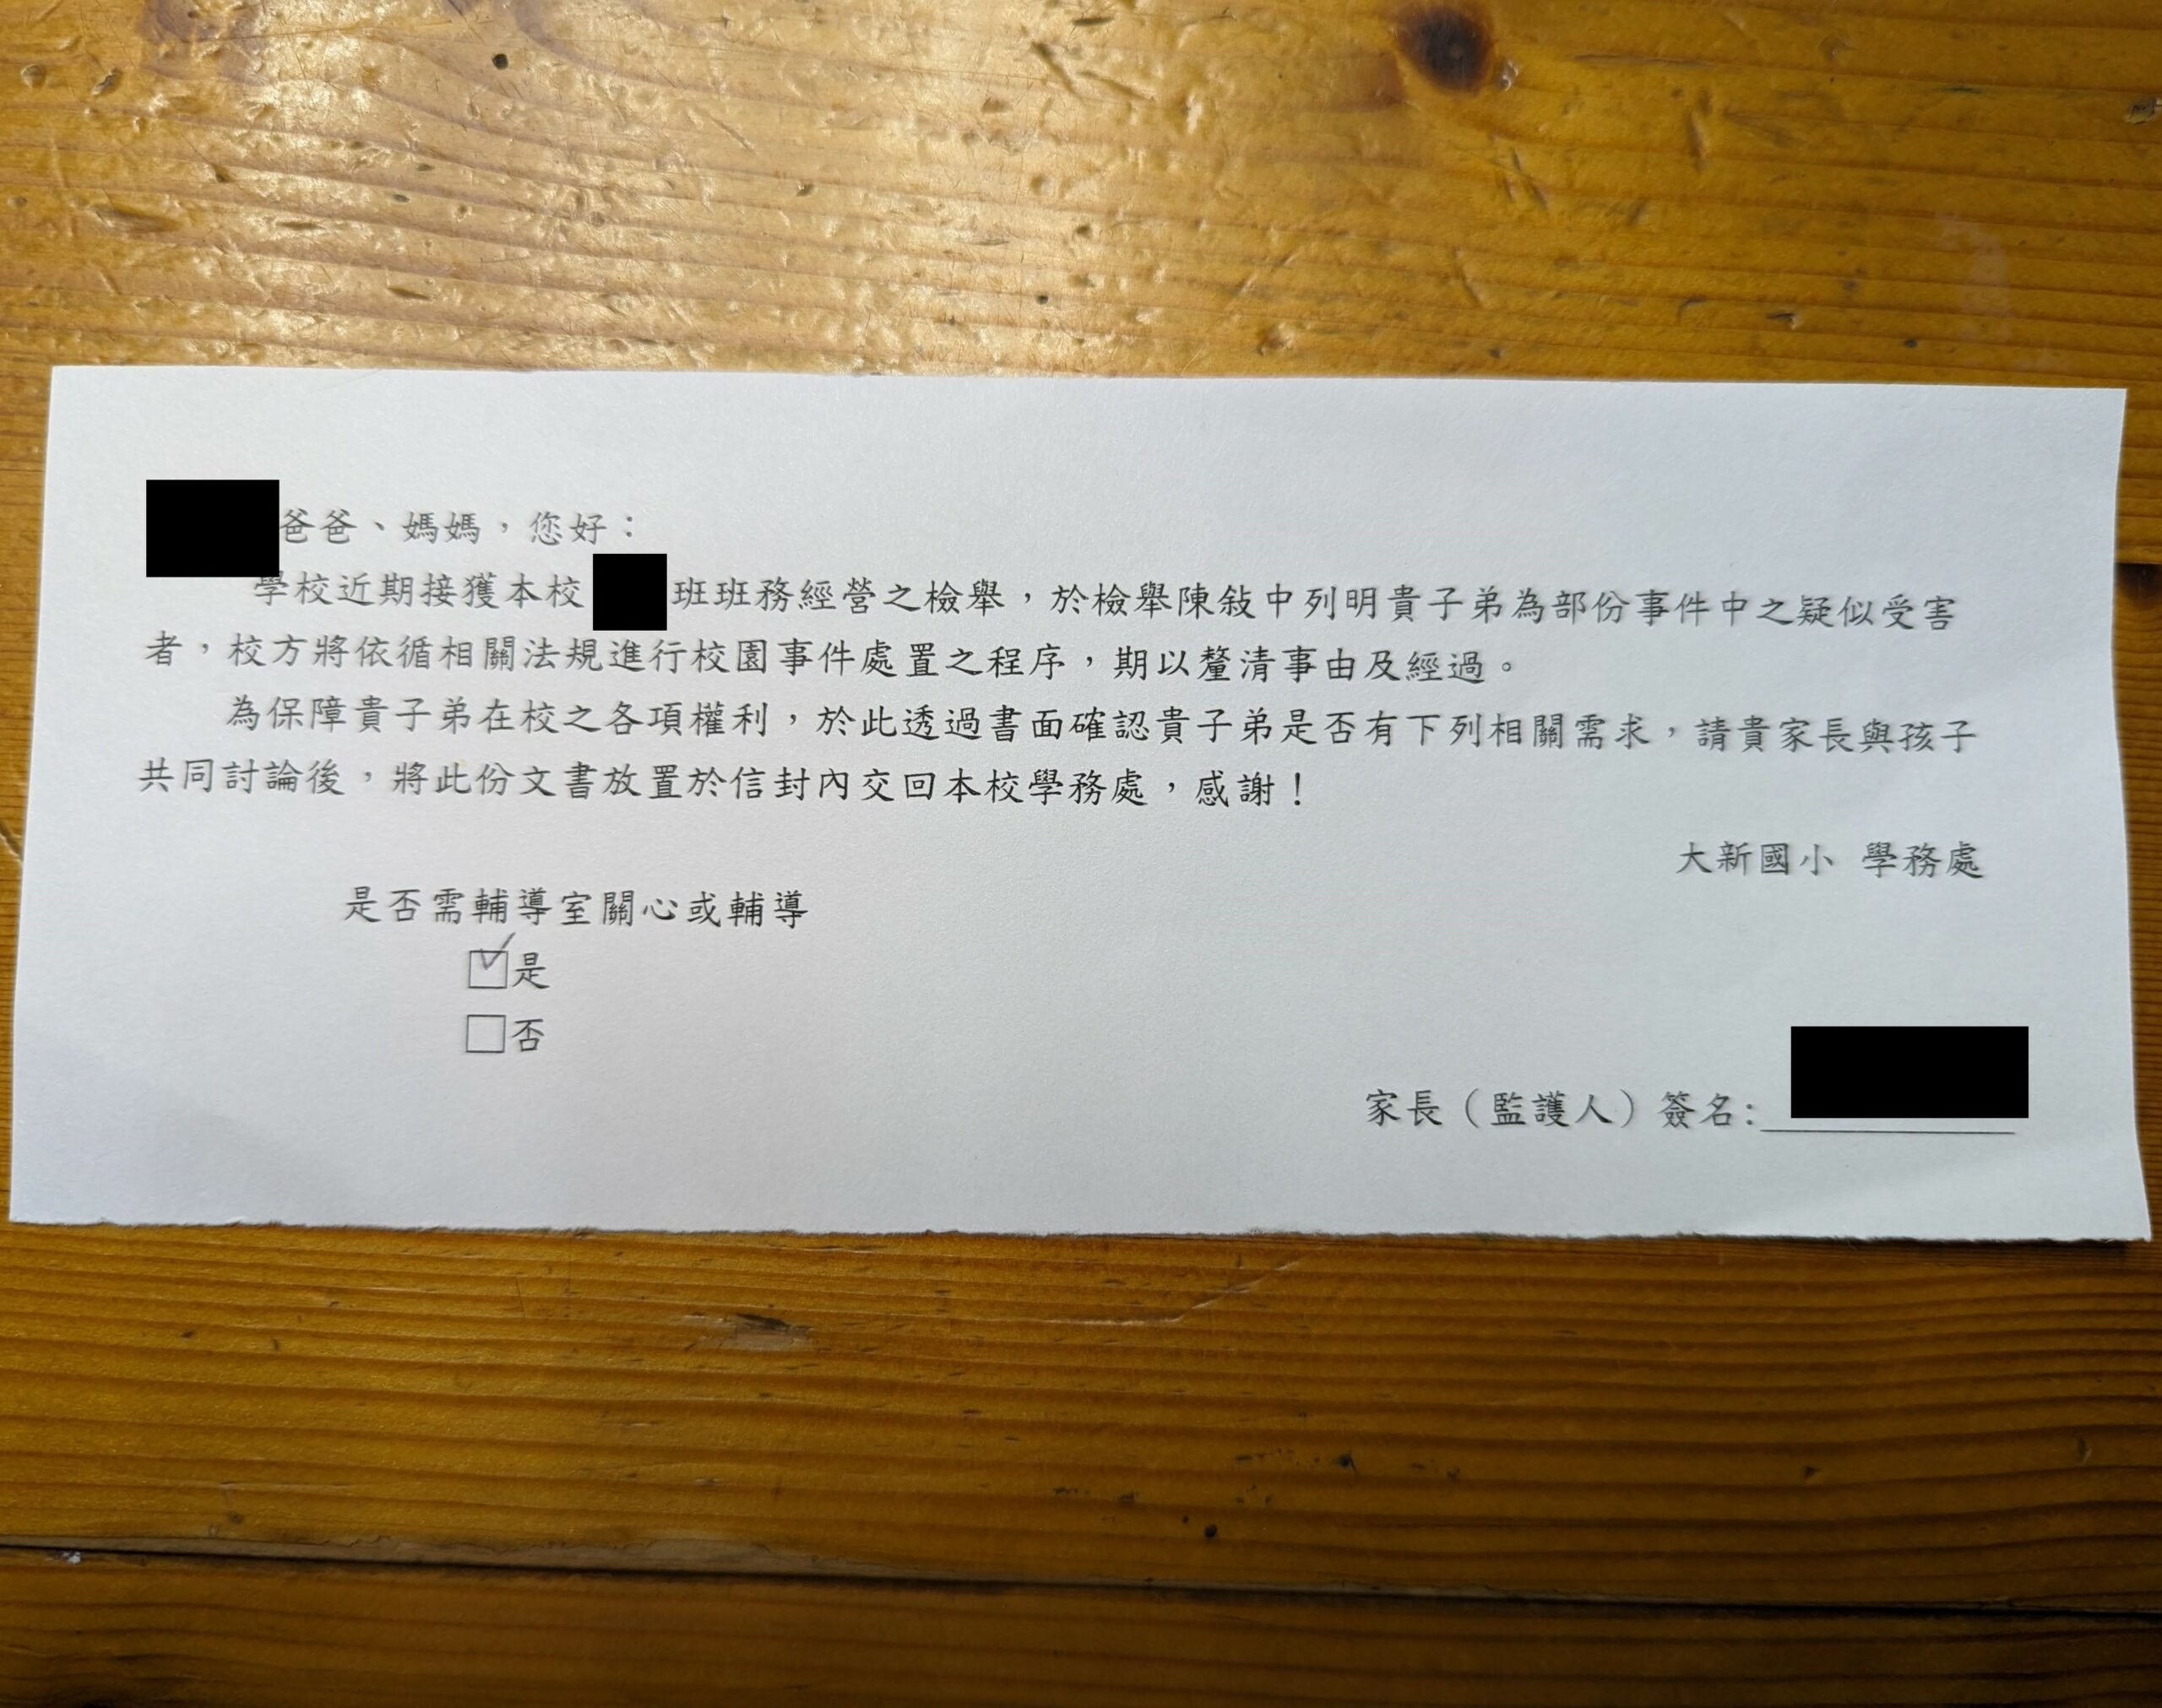 爸爸、媽媽，您好：
學校近期接獲本校班班務經營之檢舉，於檢舉陳敍中列明貴子弟為部份事件中之疑似受害
者，校方將依循相關法規進行校園事件處置之程序，期以釐清事由及經過。
為保障貴子弟在校之各項權利，於此透過書面確認貴子弟是否有下列相關需求，請貴家長與孩子
共同討論後，將此份文書放置於信封內交回本校學務處，感謝！
大新國小 學務處
是否需輔導室關心或輔導
☑是
□否
家長（監護人）簽名: